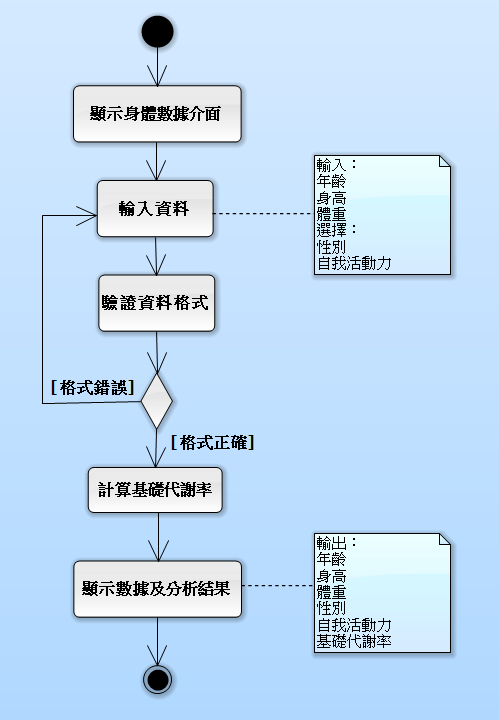 顯示身體數據介面
輸入資料
輸入：
年齡
身高
體重
選擇：
性別
自我活動力
驗證資料格式
[格式錯誤]
[格式正確]
計算基礎代謝率
顯示數據及分析結果
輸出：
年齡
身高
體重
性別
自我活動力
基礎代謝率